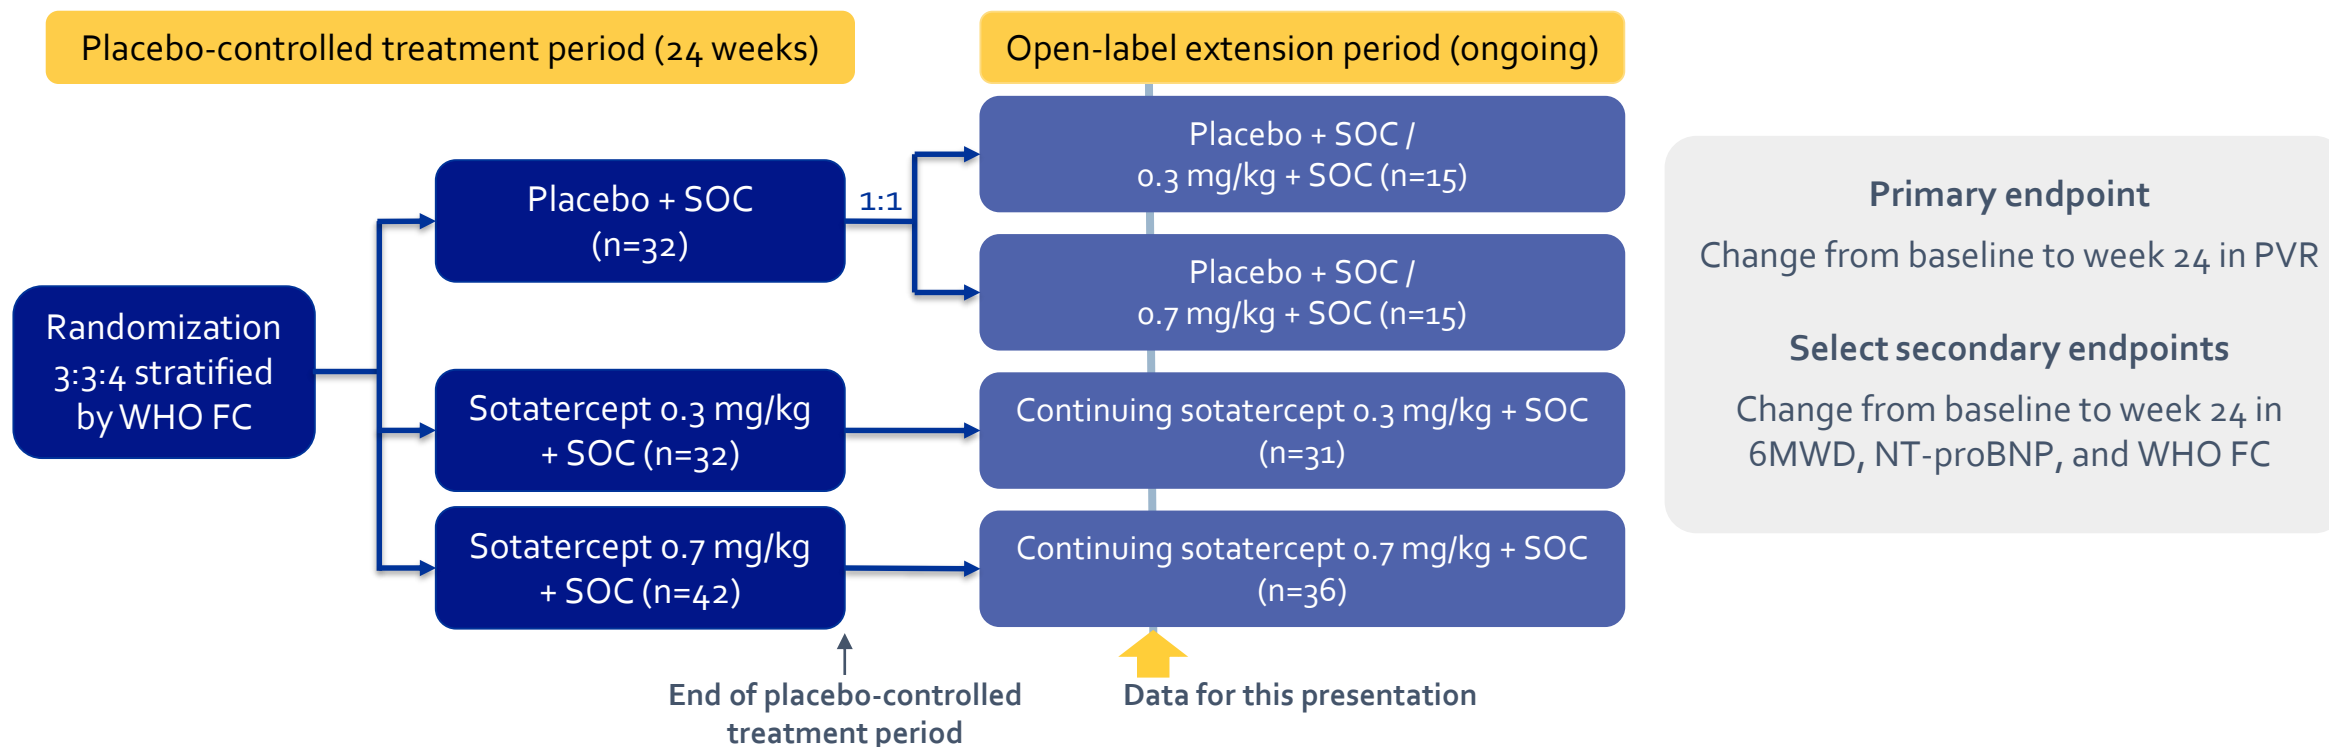 Placebo-controlled treatment period (24 weeks)
Open-label extension period (ongoing)
Randomization
3:3:4 stratified
by WHO FC
Placebo + SOC
(n=32)
Sotatercept 0.3 mg/kg
+ SOC (n=32)
Sotatercept 0.7 mg/kg
+ SOC (n=42)
1:1
Placebo + SOC /
0.3 mg/kg + SOC (n=15)
Placebo + SOC /
0.7 mg/kg + SOC (n=15)
Continuing sotatercept 0.3 mg/kg + SOC
(n=31)
Continuing sotatercept 0.7 mg/kg + SOC
(n=36)
End of placebo-controlled
treatment period
Data for this presentation
Primary endpoint
Change from baseline to week 24 in PVR
Select secondary endpoints
Change from baseline to week 24 in
6MWD, NT-proBNP, and WHO FC